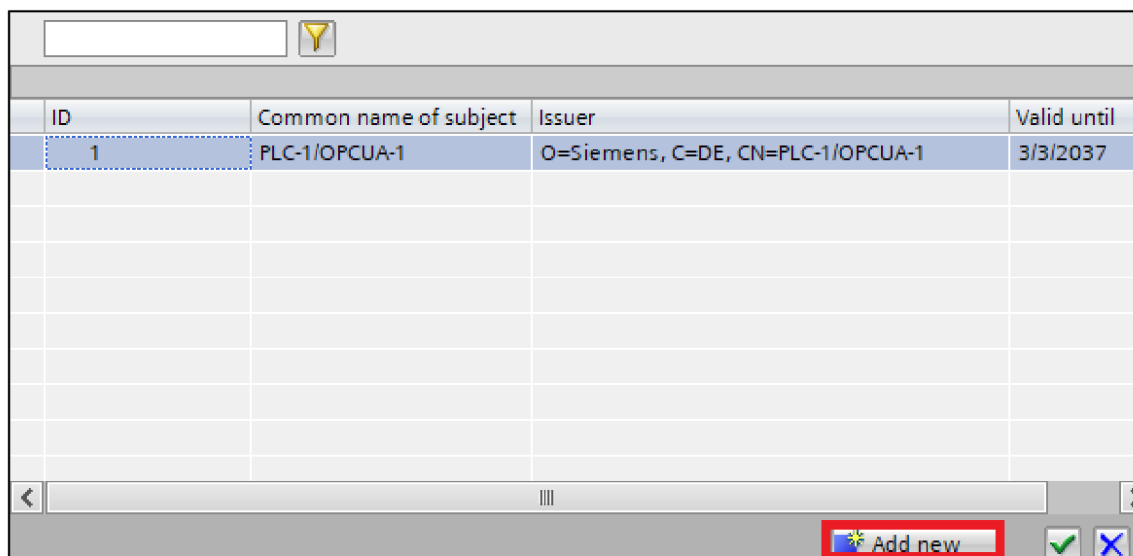 ID Common name of subject Issuer Valid until
1 PLC-1/OPCUA-1 O=Siemens, C=DE, CN=PLC-1/OPCUA-1 3/3/2037
Add new